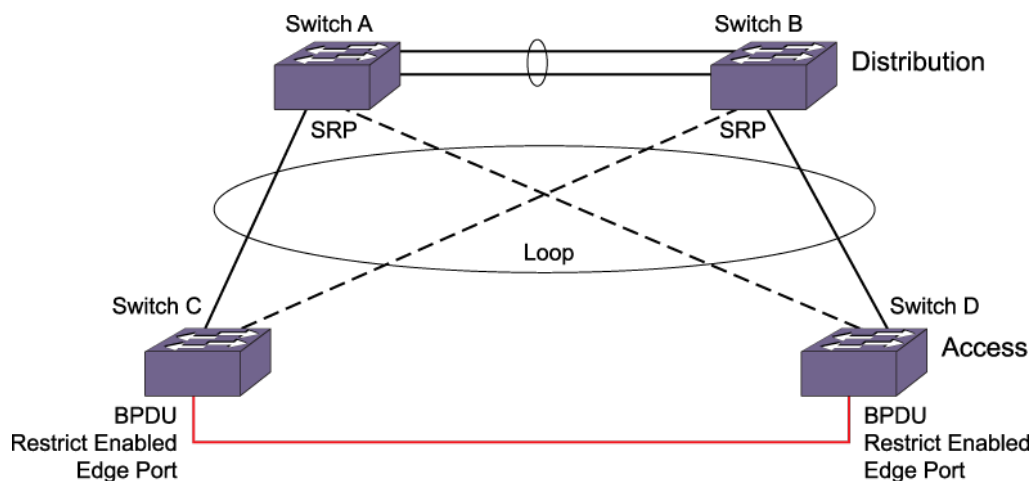 Switch A
Switch B
Distribution
SRP
SRP
Loop
Switch C
Switch D
Access
BPDU
Restrict Enabled
Edge Port
BPDU
Restrict Enabled
Edge Port